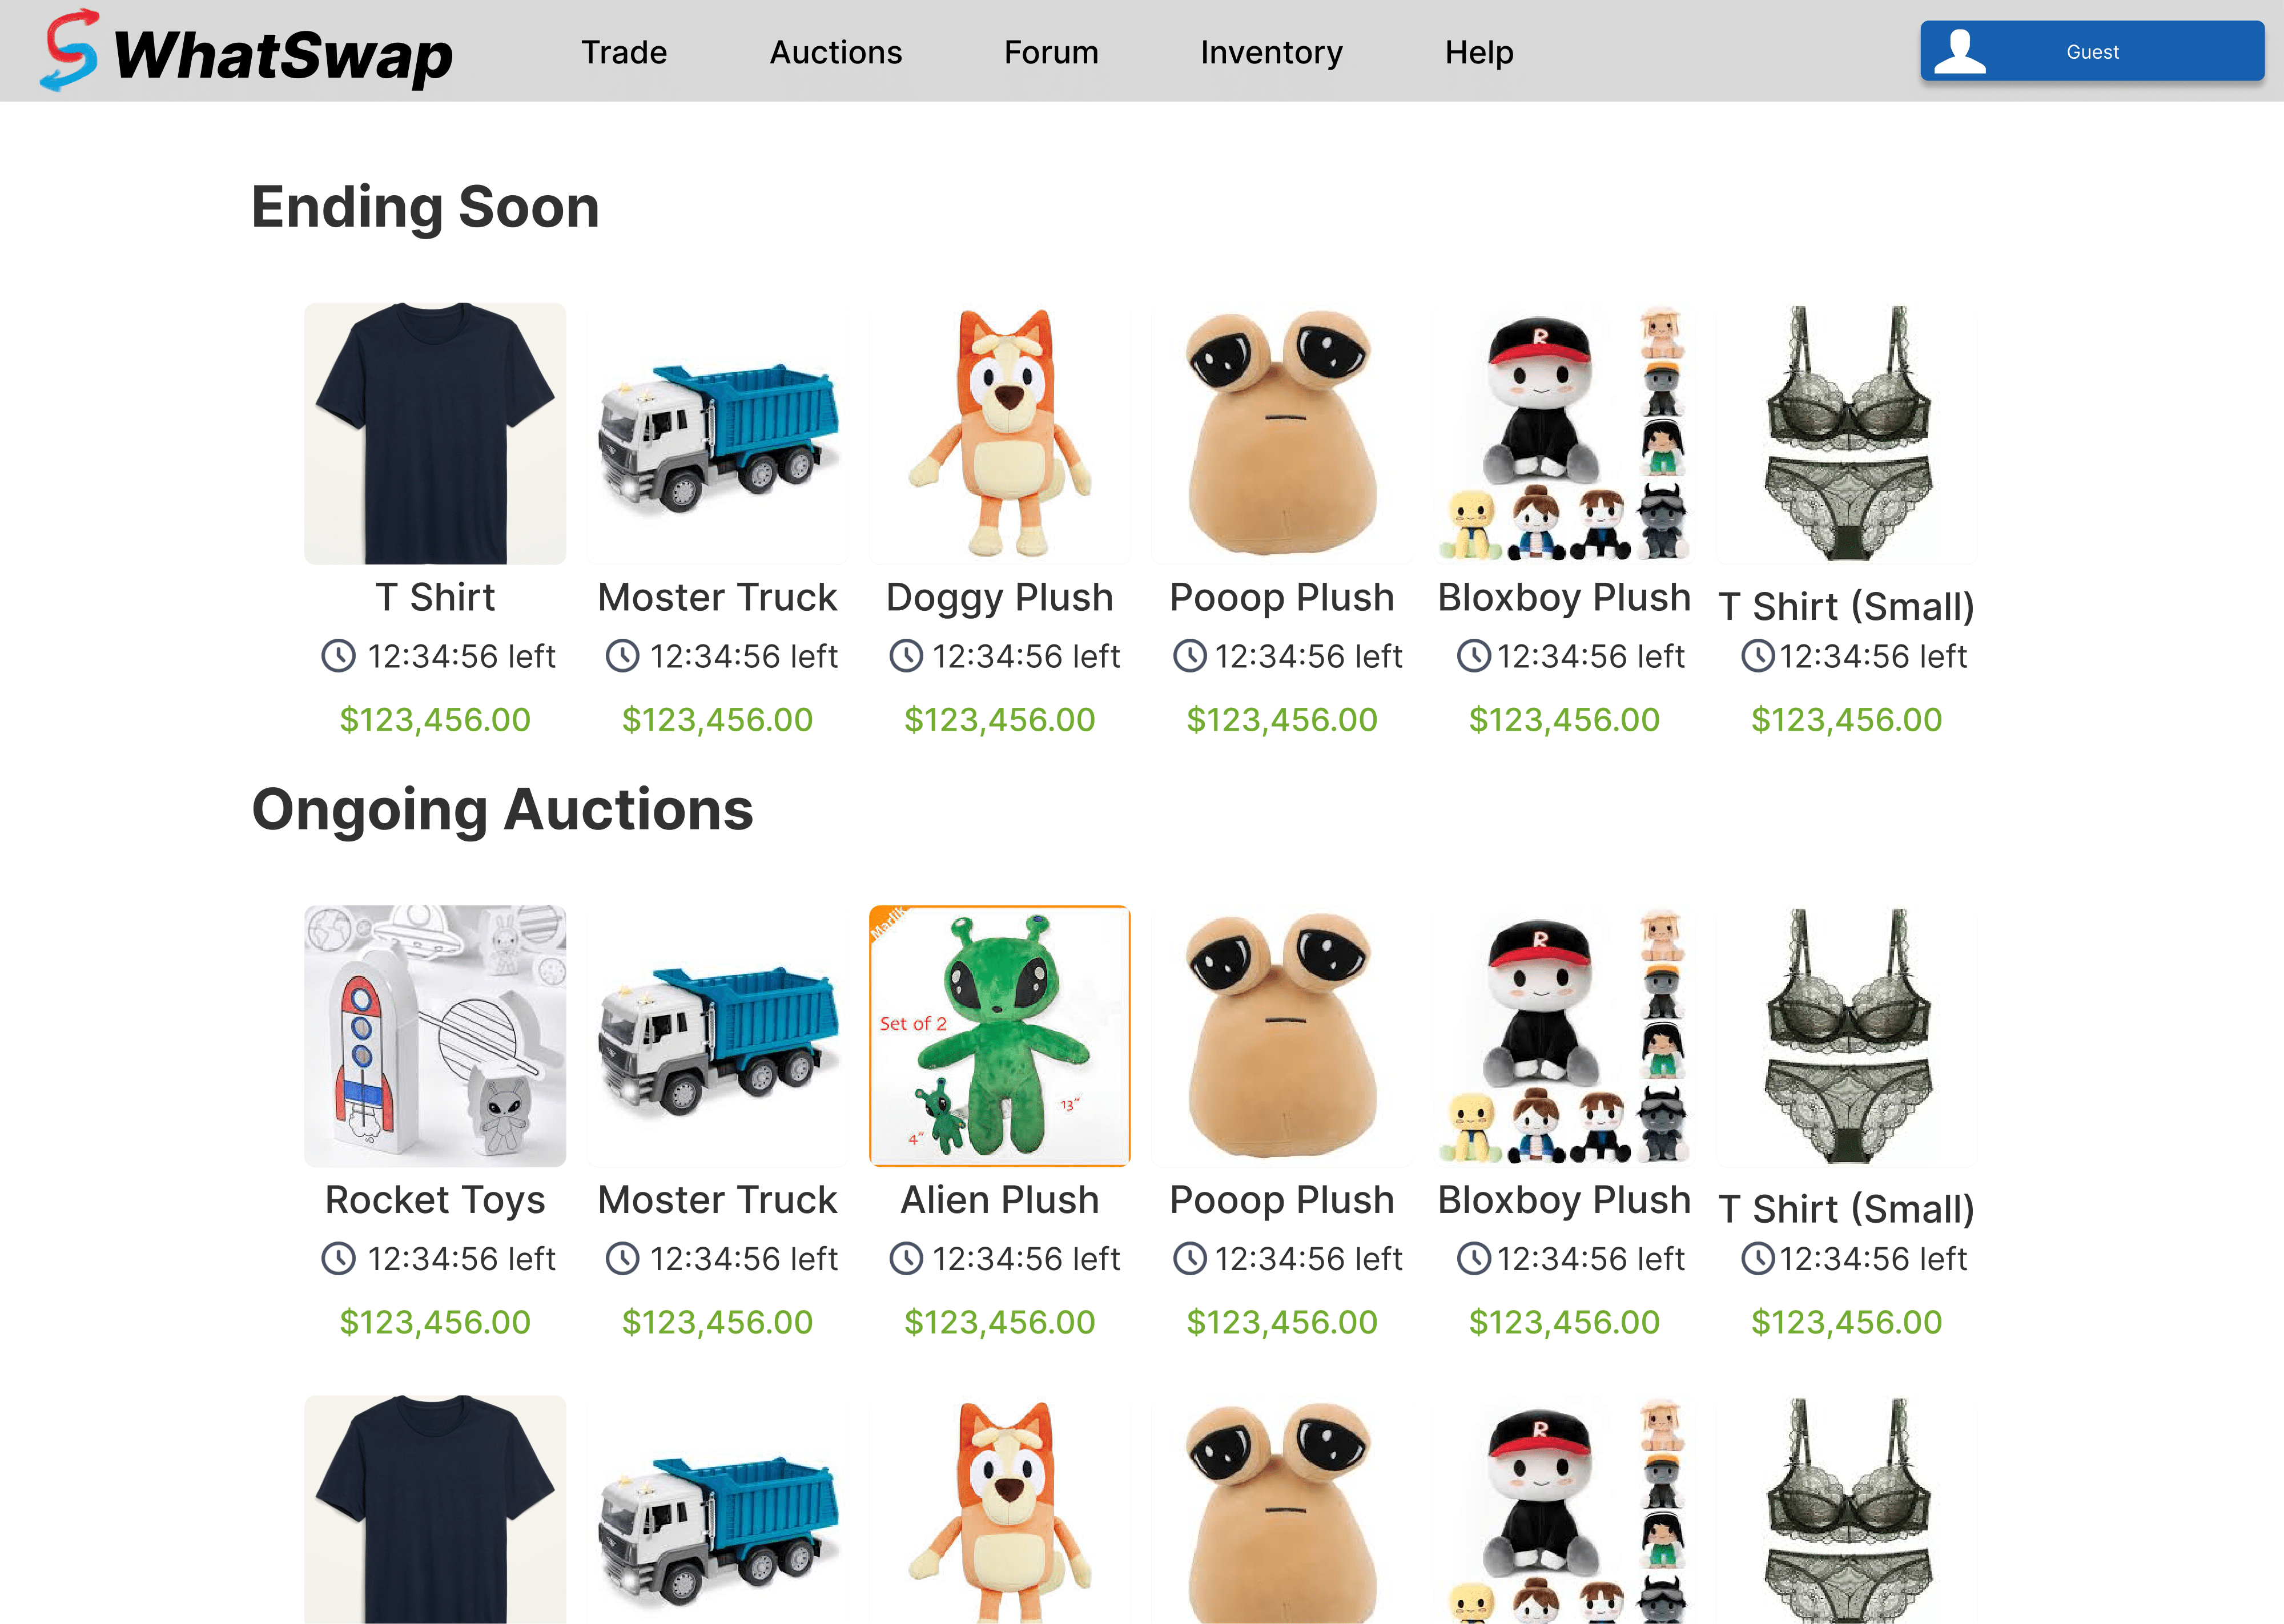 WhatSwap Trade Auctions Forum Inventory Help Guest
Ending Soon
T Shirt Moster Truck Doggy Plush Pooop Plush Bloxboy Plush T Shirt (Small)
12:34:56 left 12:34:56 left 12:34:56 left 12:34:56 left 12:34:56 left 12:34:56 left
$123,456.00 $123,456.00 $123,456.00 $123,456.00 $123,456.00 $123,456.00
Ongoing Auctions
Marlik
Set of 2
13"
4"
Rocket Toys Moster Truck Alien Plush Pooop Plush Bloxboy Plush T Shirt (Small)
12:34:56 left 12:34:56 left 12:34:56 left 12:34:56 left 12:34:56 left 12:34:56 left
$123,456.00 $123,456.00 $123,456.00 $123,456.00 $123,456.00 $123,456.00